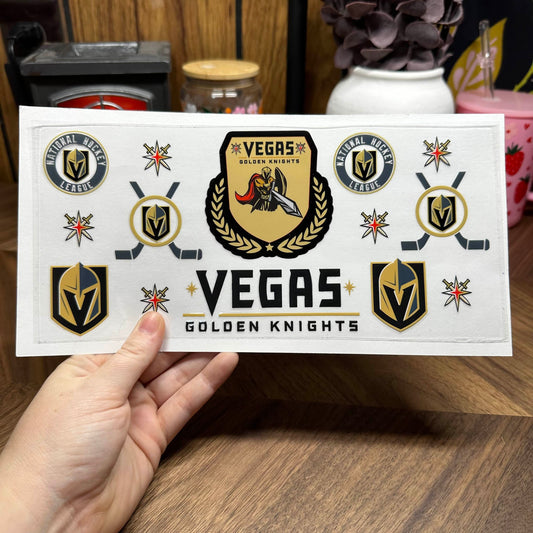 NATIONAL HOCKEY
LEAGUE
VEGAS
GOLDEN KNIGHTS
NATIONAL HOCKEY
LEAGUE
VEGAS
GOLDEN KNIGHTS